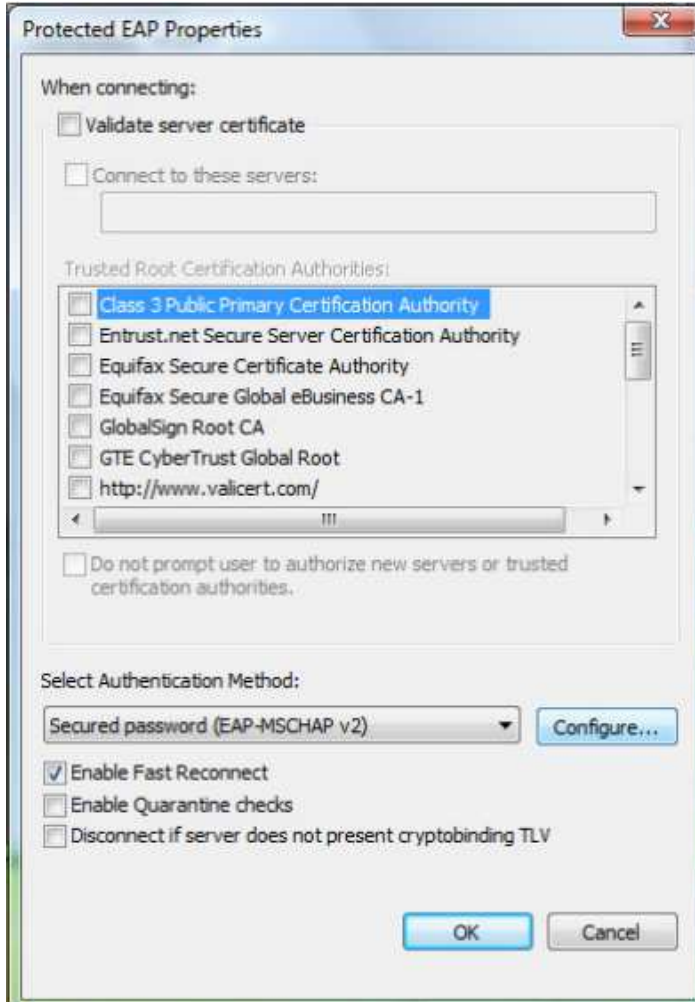 Protected EAP Properties
When connecting:
Validate server certificate
Connect to these servers:
Trusted Root Certification Authorities:
Class 3 Public Primary Certification Authority
Entrust.net Secure Server Certification Authority
Equifax Secure Certificate Authority
Equifax Secure Global eBusiness CA-1
GlobalSign Root CA
GTE CyberTrust Global Root
http://www.valicert.com/
Do not prompt user to authorize new servers or trusted
certification authorities.
Select Authentication Method:
Secured password (EAP-MSCHAP v2) Configure...
Enable Fast Reconnect
Enable Quarantine checks
Disconnect if server does not present cryptobinding TLV
OK Cancel